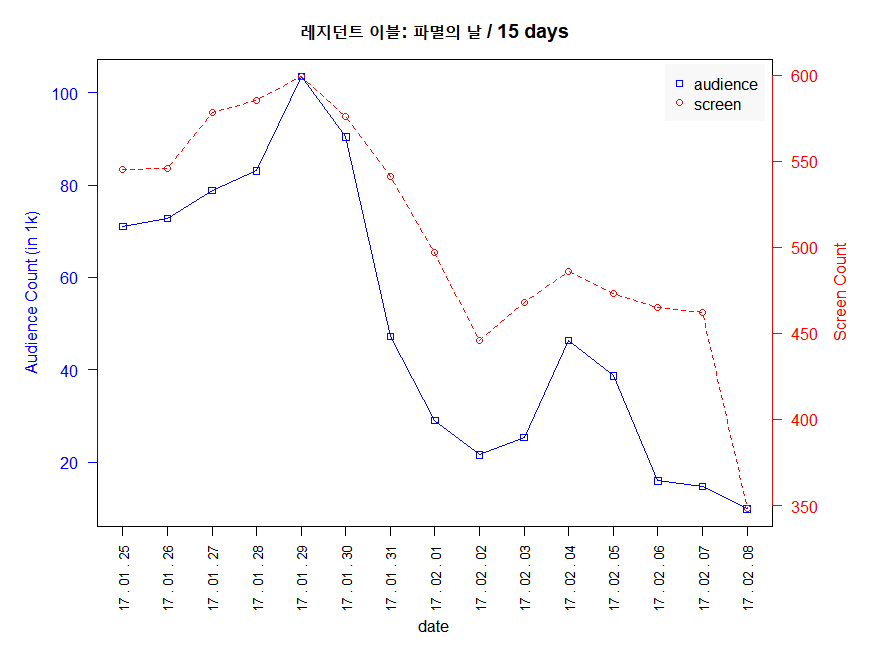 레지던트 이블: 파멸의 날 / 15 days
audience
screen
Audience Count (in 1k)
100
80
60
40
20
600
550
500
450
400
350
Screen Count
17 . 01 . 25
17 . 01 . 26
17 . 01 . 27
17 . 01 . 28
17 . 01 . 29
17 . 01 . 30
17 . 01 . 31
17 . 02 . 01
17 . 02 . 02
17 . 02 . 03
17 . 02 . 04
17 . 02 . 05
17 . 02 . 06
17 . 02 . 07
17 . 02 . 08
date